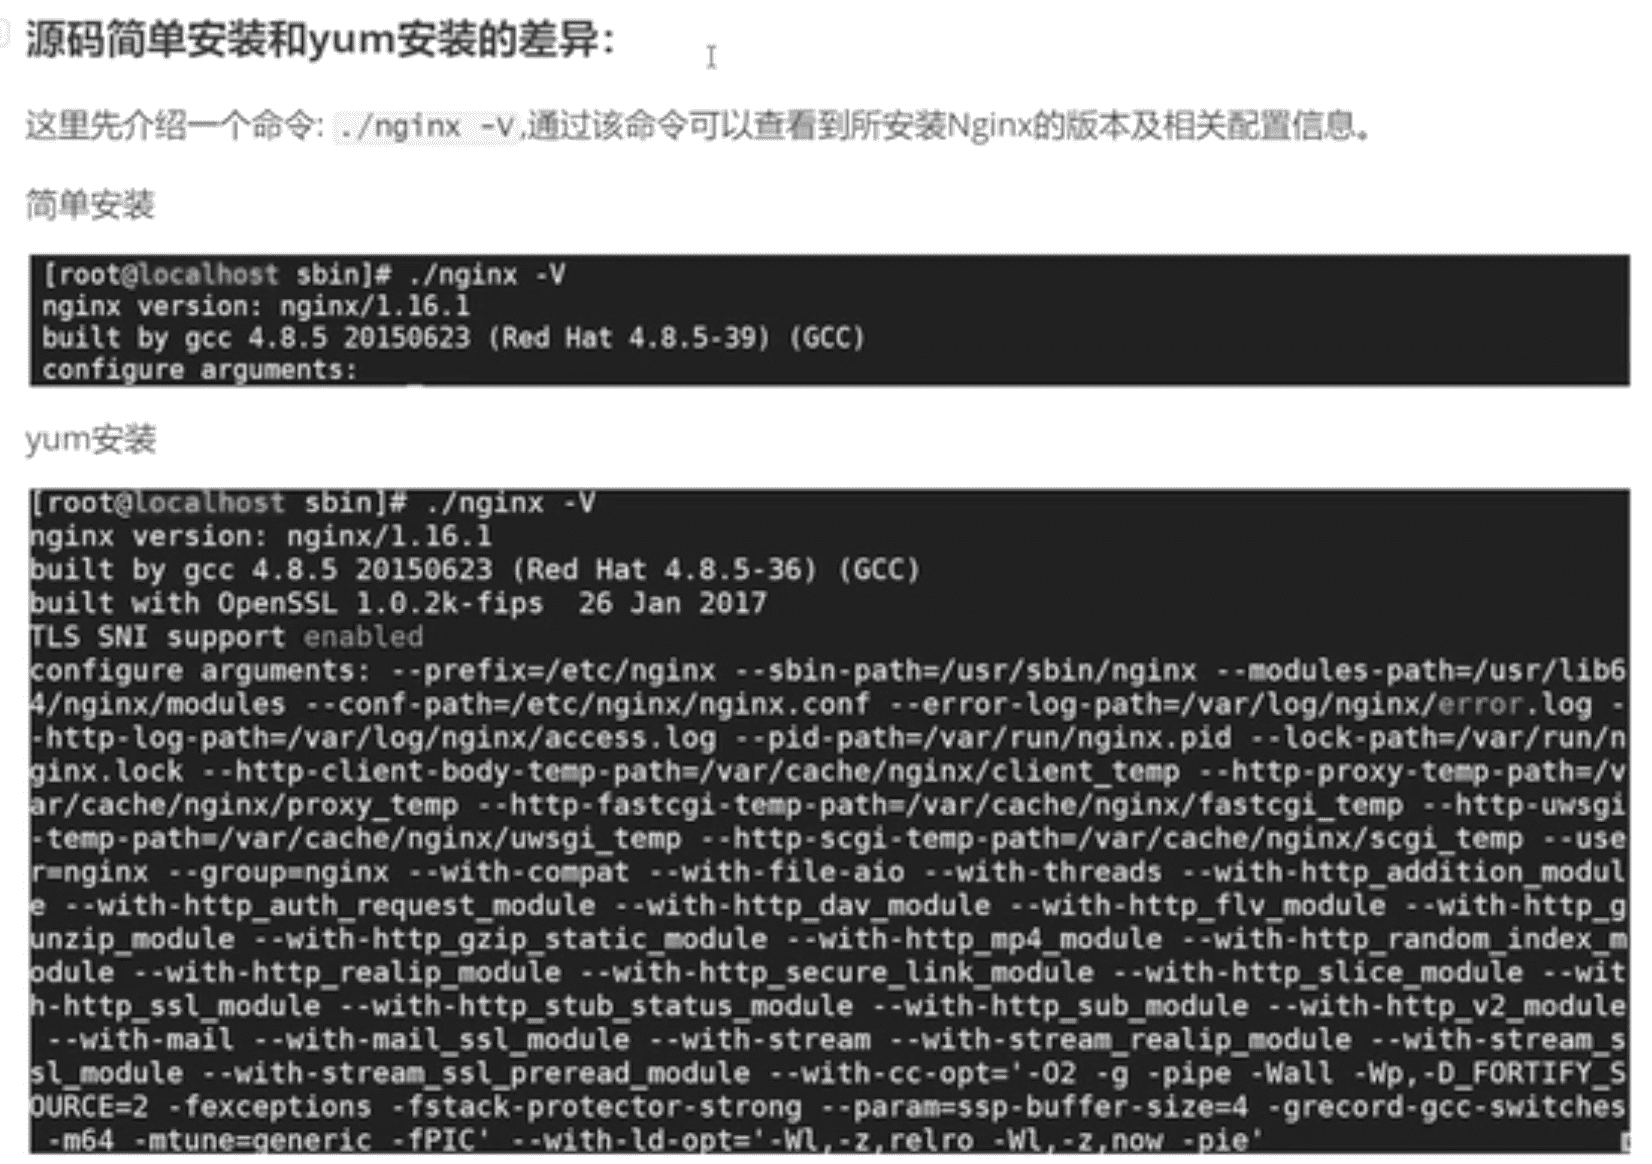 源码简单安装和yum安装的差异：
这里先介绍一个命令: ./nginx -V,通过该命令可以查看到所安装Nginx的版本及相关配置信息。
简单安装
[root@localhost sbin]# ./nginx -V
nginx version: nginx/1.16.1
built by gcc 4.8.5 20150623 (Red Hat 4.8.5-39) (GCC)
configure arguments:
yum安装
[root@localhost sbin]# ./nginx -V
nginx version: nginx/1.16.1
built by gcc 4.8.5 20150623 (Red Hat 4.8.5-36) (GCC)
built with OpenSSL 1.0.2k-fips  26 Jan 2017
TLS SNI support enabled
configure arguments: --prefix=/etc/nginx --sbin-path=/usr/sbin/nginx --modules-path=/usr/lib6
4/nginx/modules --conf-path=/etc/nginx/nginx.conf --error-log-path=/var/log/nginx/error.log -
-http-log-path=/var/log/nginx/access.log --pid-path=/var/run/nginx.pid --lock-path=/var/run/n
ginx.lock --http-client-body-temp-path=/var/cache/nginx/client_temp --http-proxy-temp-path=/v
ar/cache/nginx/proxy_temp --http-fastcgi-temp-path=/var/cache/nginx/fastcgi_temp --http-uwsgi
-temp-path=/var/cache/nginx/uwsgi_temp --http-scgi-temp-path=/var/cache/nginx/scgi_temp --use
r=nginx --group=nginx --with-compat --with-file-aio --with-threads --with-http_addition_modul
e --with-http_auth_request_module --with-http_dav_module --with-http_flv_module --with-http_g
unzip_module --with-http_gzip_static_module --with-http_mp4_module --with-http_random_index_m
odule --with-http_realip_module --with-http_secure_link_module --with-http_slice_module --wit
h-http_ssl_module --with-http_stub_status_module --with-http_sub_module --with-http_v2_module
 --with-mail --with-mail_ssl_module --with-stream --with-stream_realip_module --with-stream_s
sl_module --with-stream_ssl_preread_module --with-cc-opt='-O2 -g -pipe -Wall -Wp,-D_FORTIFY_S
OURCE=2 -fexceptions -fstack-protector-strong --param=ssp-buffer-size=4 -grecord-gcc-switches
 -m64 -mtune=generic -fPIC' --with-ld-opt='-Wl,-z,relro -Wl,-z,now -pie'